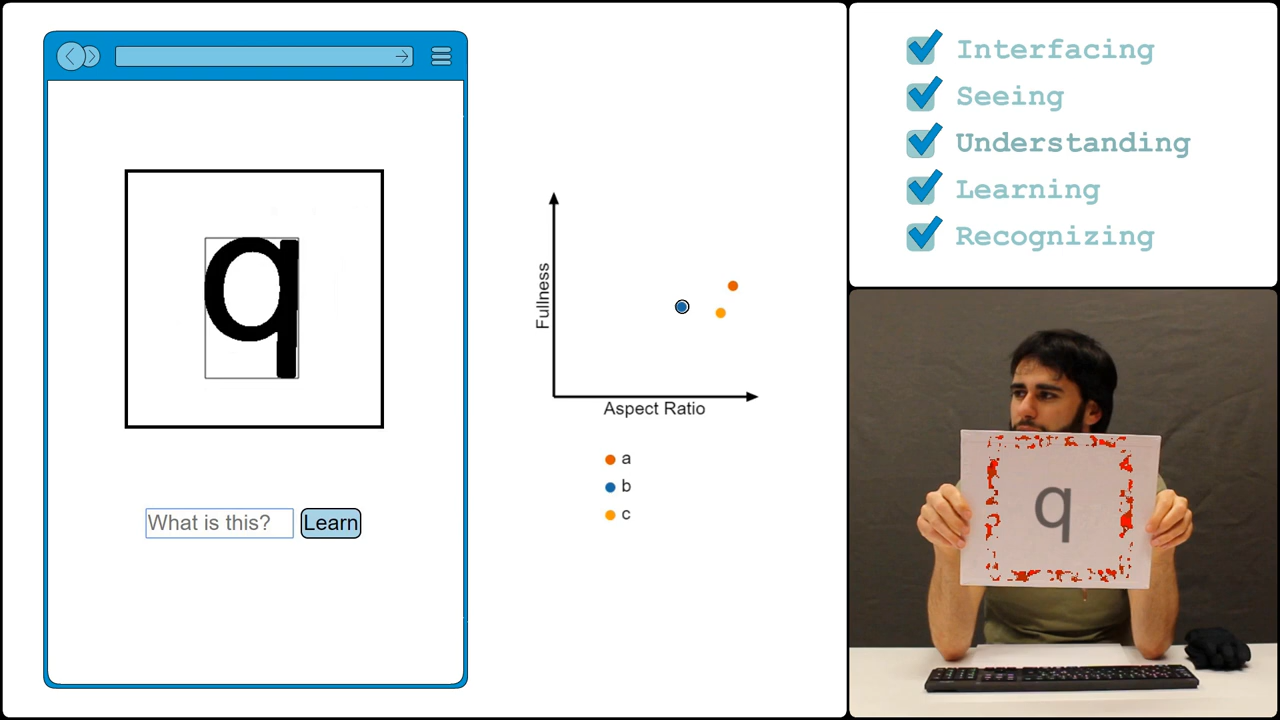 q
What is this?
Learn
Fullness
Aspect Ratio
a
b
c
Interfacing
Seeing
Understanding
Learning
Recognizing
q